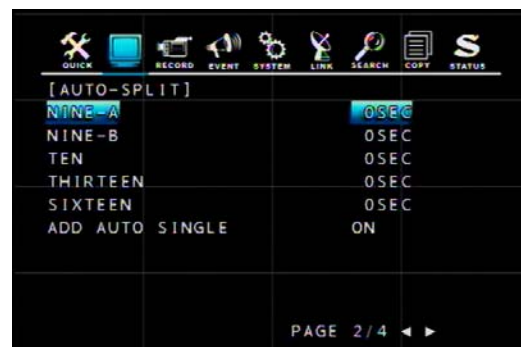 QUICK RECORD EVENT SYSTEM LINK SEARCH COPY STATUS
[AUTO-SPLIT]
NINE-A 0SEC
NINE-B 0SEC
TEN 0SEC
THIRTEEN 0SEC
SIXTEEN 0SEC
ADD AUTO SINGLE ON
PAGE 2/4 ◄ ►